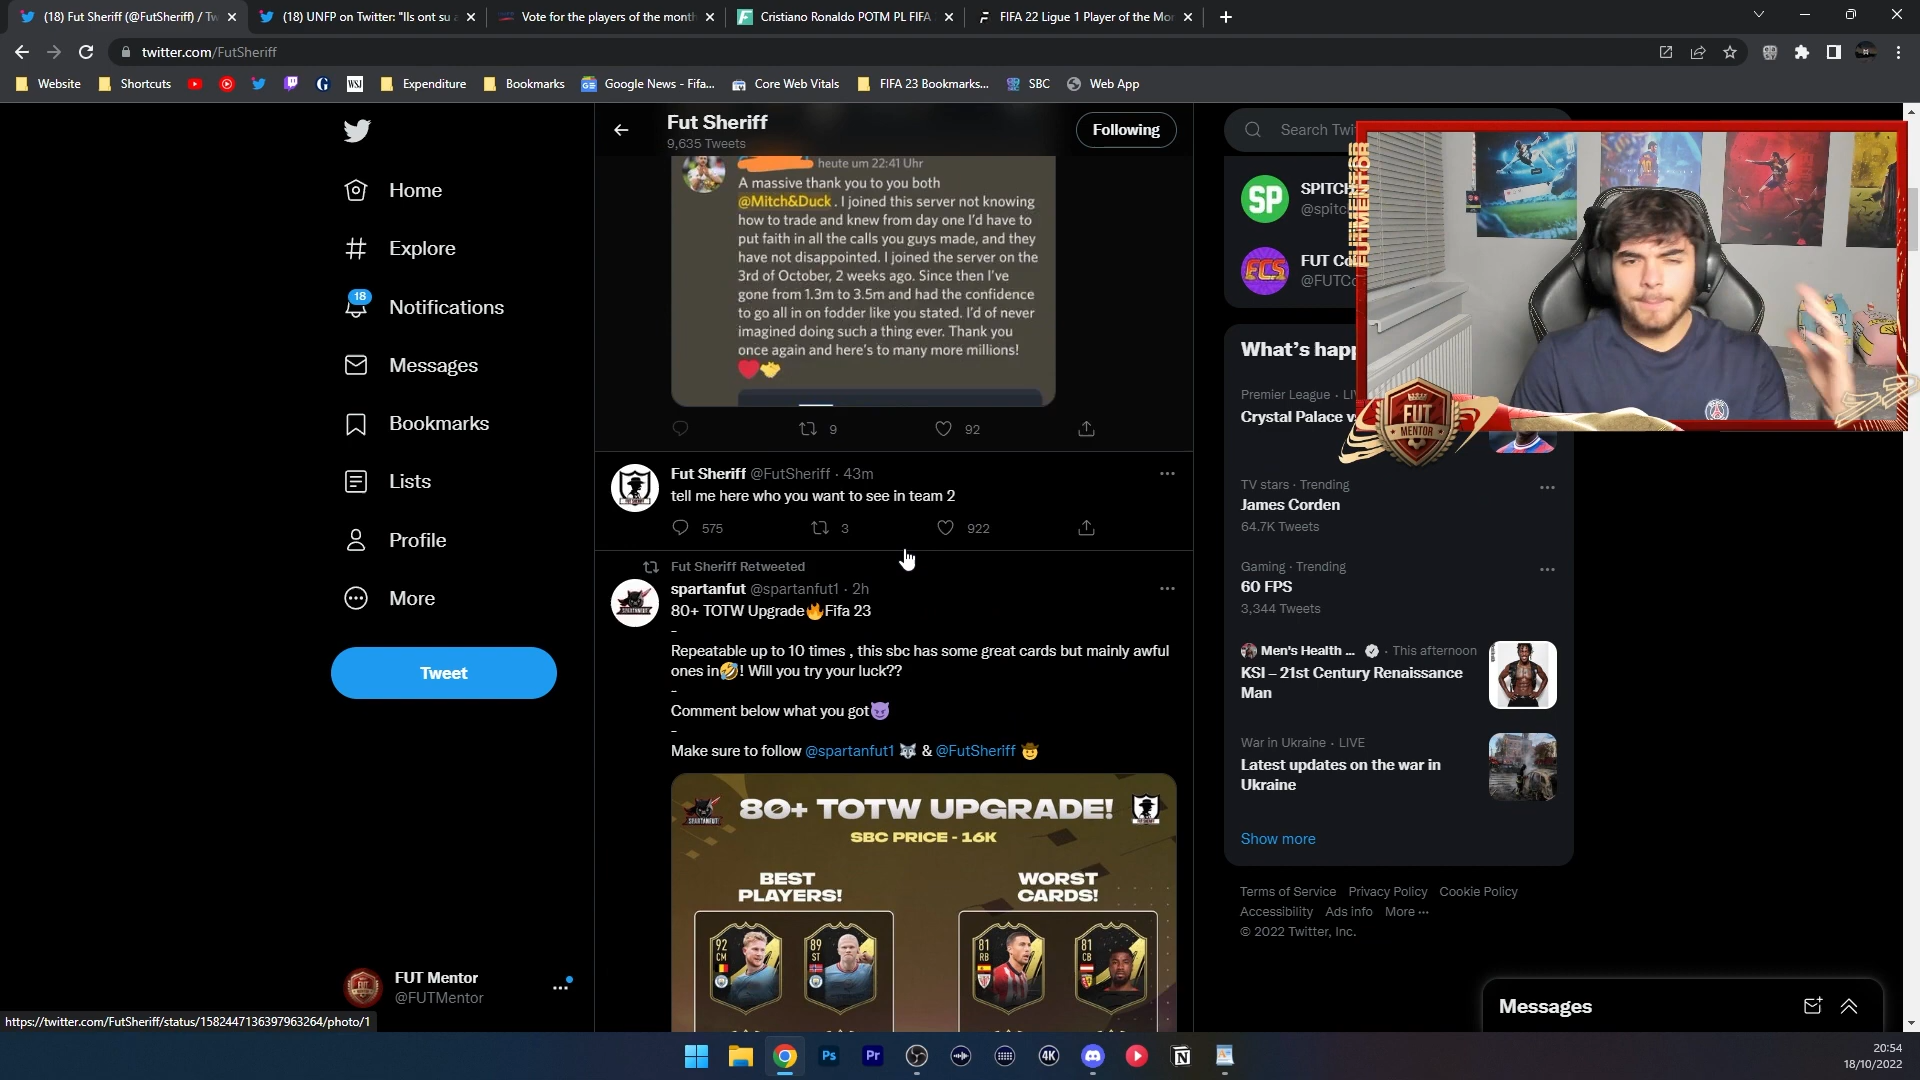 (18) Fut Sheriff (@FutSheriff) / Tw
(18) UNFP on Twitter: "Ils ont su a
Vote for the players of the month
Cristiano Ronaldo POTM PL FIFA
FIFA 22 Ligue 1 Player of the Mo
twitter.com/FutSheriff
Website
Shortcuts
WSJ
Expenditure
Bookmarks
Google News - Fifa...
Core Web Vitals
FIFA 23 Bookmarks...
SBC
Web App
Home
Explore
18
Notifications
Messages
Bookmarks
Lists
Profile
More
Tweet
FUT Mentor
@FUTMentor
Fut Sheriff
9,635 Tweets
Following
heute um 22:41 Uhr
A massive thank you to you both
@Mitch&Duck . I joined this server not knowing
how to trade and knew from day one I'd have to
put faith in all the calls you guys made, and they
have not disappointed. I joined the server on the
3rd of October, 2 weeks ago. Since then I've
gone from 1.3m to 3.5m and had the confidence
to go all in on fodder like you stated. I'd of never
imagined doing such a thing ever. Thank you
once again and here's to many more millions!
9
92
Fut Sheriff @FutSheriff · 43m
tell me here who you want to see in team 2
575
3
922
Fut Sheriff Retweeted
spartanfut @spartanfut1 · 2h
80+ TOTW Upgrade🔥Fifa 23
-
Repeatable up to 10 times , this sbc has some great cards but mainly awful
ones in🤣! Will you try your luck??
-
Comment below what you got😈
-
Make sure to follow @spartanfut1 🐺 & @FutSheriff 🤠
80+ TOTW UPGRADE!
SBC PRICE - 16K
BEST
PLAYERS!
WORST
CARDS!
92
CM
89
ST
81
RB
81
CB
Search Twi
SP
SPITCH
@spitc
FCS
FUT Co
@FUTCo
FUTMENTOR
FUT
MENTOR
What's happ
Premier League · LIV
Crystal Palace v
TV stars · Trending
James Corden
64.7K Tweets
Gaming · Trending
60 FPS
3,344 Tweets
Men's Health ... · This afternoon
KSI – 21st Century Renaissance
Man
War in Ukraine · LIVE
Latest updates on the war in
Ukraine
Show more
Terms of Service Privacy Policy Cookie Policy
Accessibility Ads info More ···
© 2022 Twitter, Inc.
Messages
https://twitter.com/FutSheriff/status/1582447136397963264/photo/1
Ps
Pr
4K
20:54
18/10/2022